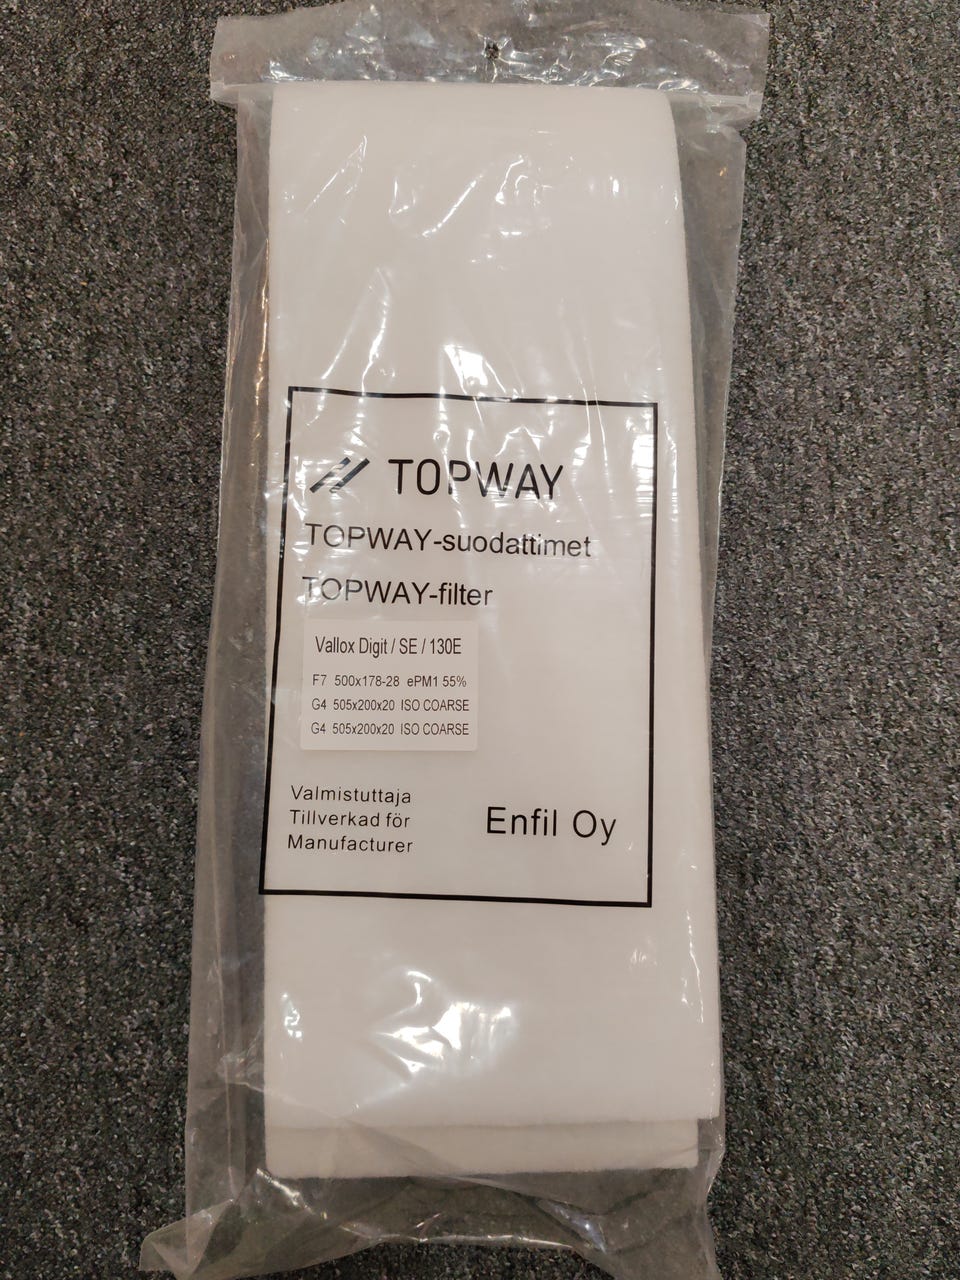 TOPWAY
TOPWAY-suodattimet
TOPWAY-filter
Vallox Digit / SE / 130E
F7 500x178-28 ePM1 55%
G4 505x200x20 ISO COARSE
G4 505x200x20 ISO COARSE
Valmistuttaja
Tillverkad för
Manufacturer
Enfil Oy